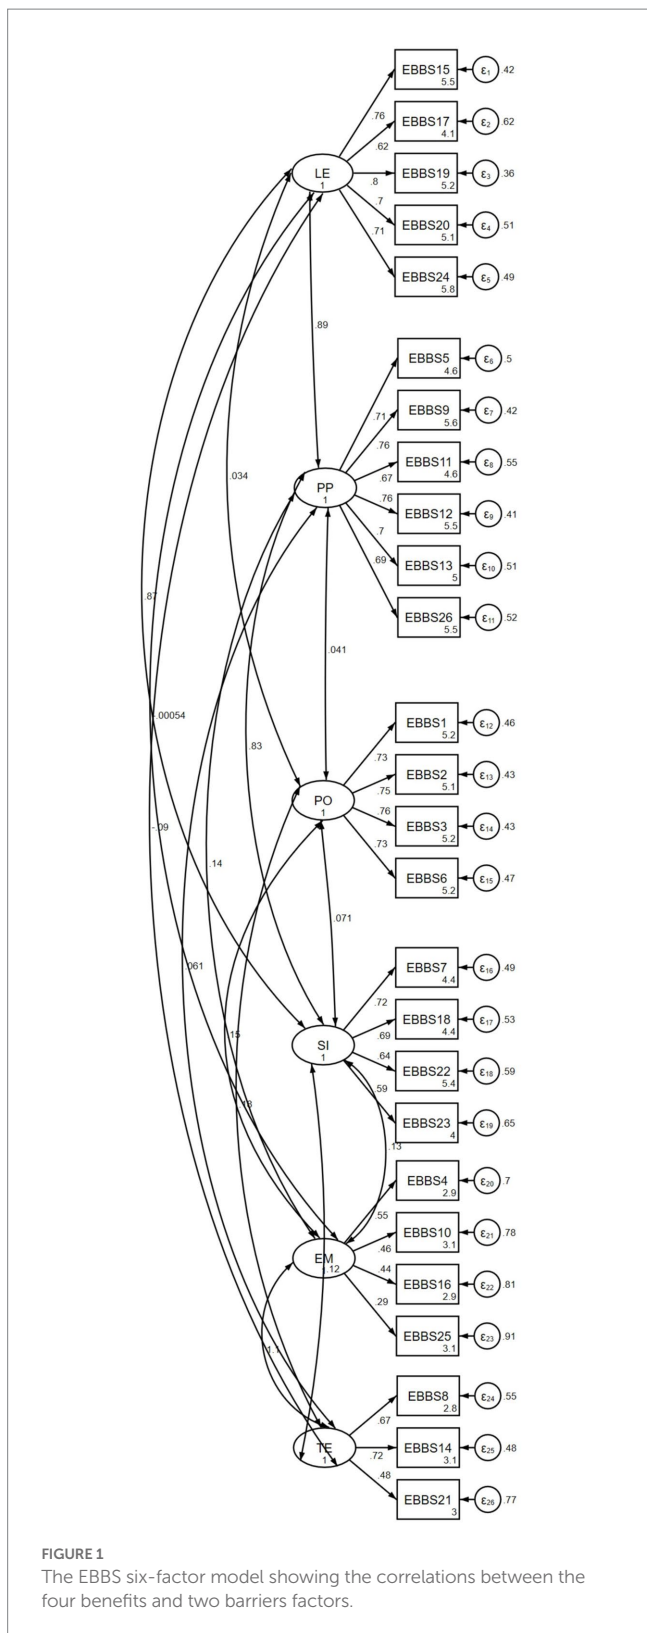 EBBS15
5.5
ε1
.42
.76
EBBS17
4.1
ε2
.62
.62
LE
1
EBBS19
5.2
ε3
.36
.8
EBBS20
5.1
ε4
.51
.7
EBBS24
5.8
ε5
.49
.71
.89
EBBS5
4.6
ε6
.5
.71
EBBS9
5.6
ε7
.42
.76
EBBS11
4.6
ε8
.55
.67
.034
PP
1
EBBS12
5.5
ε9
.41
.76
EBBS13
5
ε10
.51
.7
EBBS26
5.5
ε11
.52
.69
.87
.041
EBBS1
5.2
ε12
.46
.73
-.00054
.83
EBBS2
5.1
ε13
.43
.75
PO
1
EBBS3
5.2
ε14
.43
.76
-.09
EBBS6
5.2
ε15
.47
.73
.14
.071
.061
EBBS7
4.4
ε16
.49
.72
EBBS18
4.4
ε17
.53
.69
.15
SI
1
EBBS22
5.4
ε18
.59
.64
EBBS23
4
ε19
.65
.59
.13
EBBS4
2.9
ε20
.7
.55
EBBS10
3.1
ε21
.78
.46
EM
.12
EBBS16
2.9
ε22
.81
.44
EBBS25
3.1
ε23
.91
.29
1.1
EBBS8
2.8
ε24
.55
.67
TE
1
EBBS14
3.1
ε25
.48
.72
EBBS21
3
ε26
.77
.48
FIGURE 1
The EBBS six-factor model showing the correlations between the
four benefits and two barriers factors.